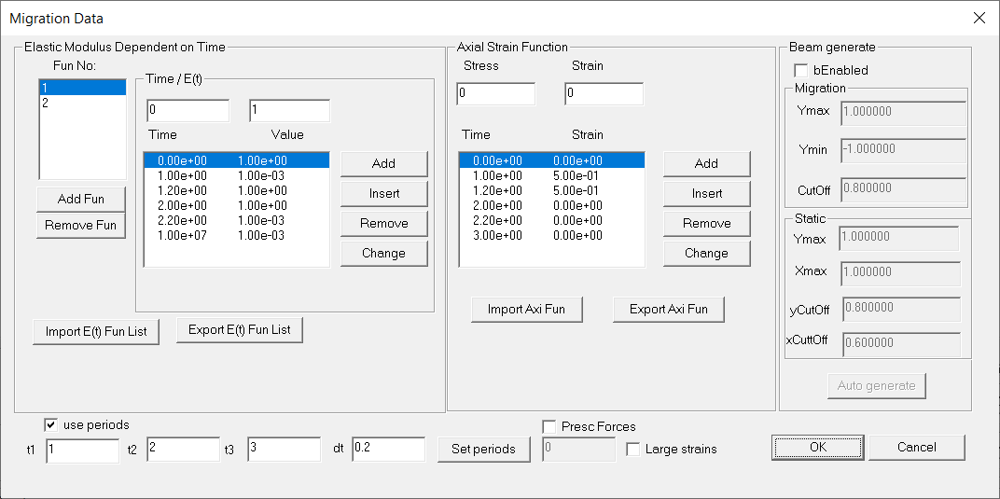 Migration Data
Elastic Modulus Dependent on Time
Fun No:
1
2
Add Fun
Remove Fun
Time / E(t)
0 1
Time Value
0.00e+00 1.00e+00
1.00e+00 1.00e-03
1.20e+00 1.00e+00
2.00e+00 1.00e+00
2.20e+00 1.00e-03
1.00e+07 1.00e-03
Add
Insert
Remove
Change
Import E(t) Fun List
Export E(t) Fun List
Axial Strain Function
Stress Strain
0 0
Time Strain
0.00e+00 0.00e+00
1.00e+00 5.00e-01
1.20e+00 5.00e-01
2.00e+00 0.00e+00
2.20e+00 0.00e+00
3.00e+00 0.00e+00
Add
Insert
Remove
Change
Import Axi Fun
Export Axi Fun
Beam generate
bEnabled
Migration
Ymax 1.000000
Ymin -1.000000
CutOff 0.800000
Static
Ymax 1.000000
Xmax 1.000000
yCutOff 0.800000
xCuttOff 0.600000
Auto generate
use periods
t1 1 t2 2 t3 3 dt 0.2 Set periods
Presc Forces
0 Large strains
OK Cancel